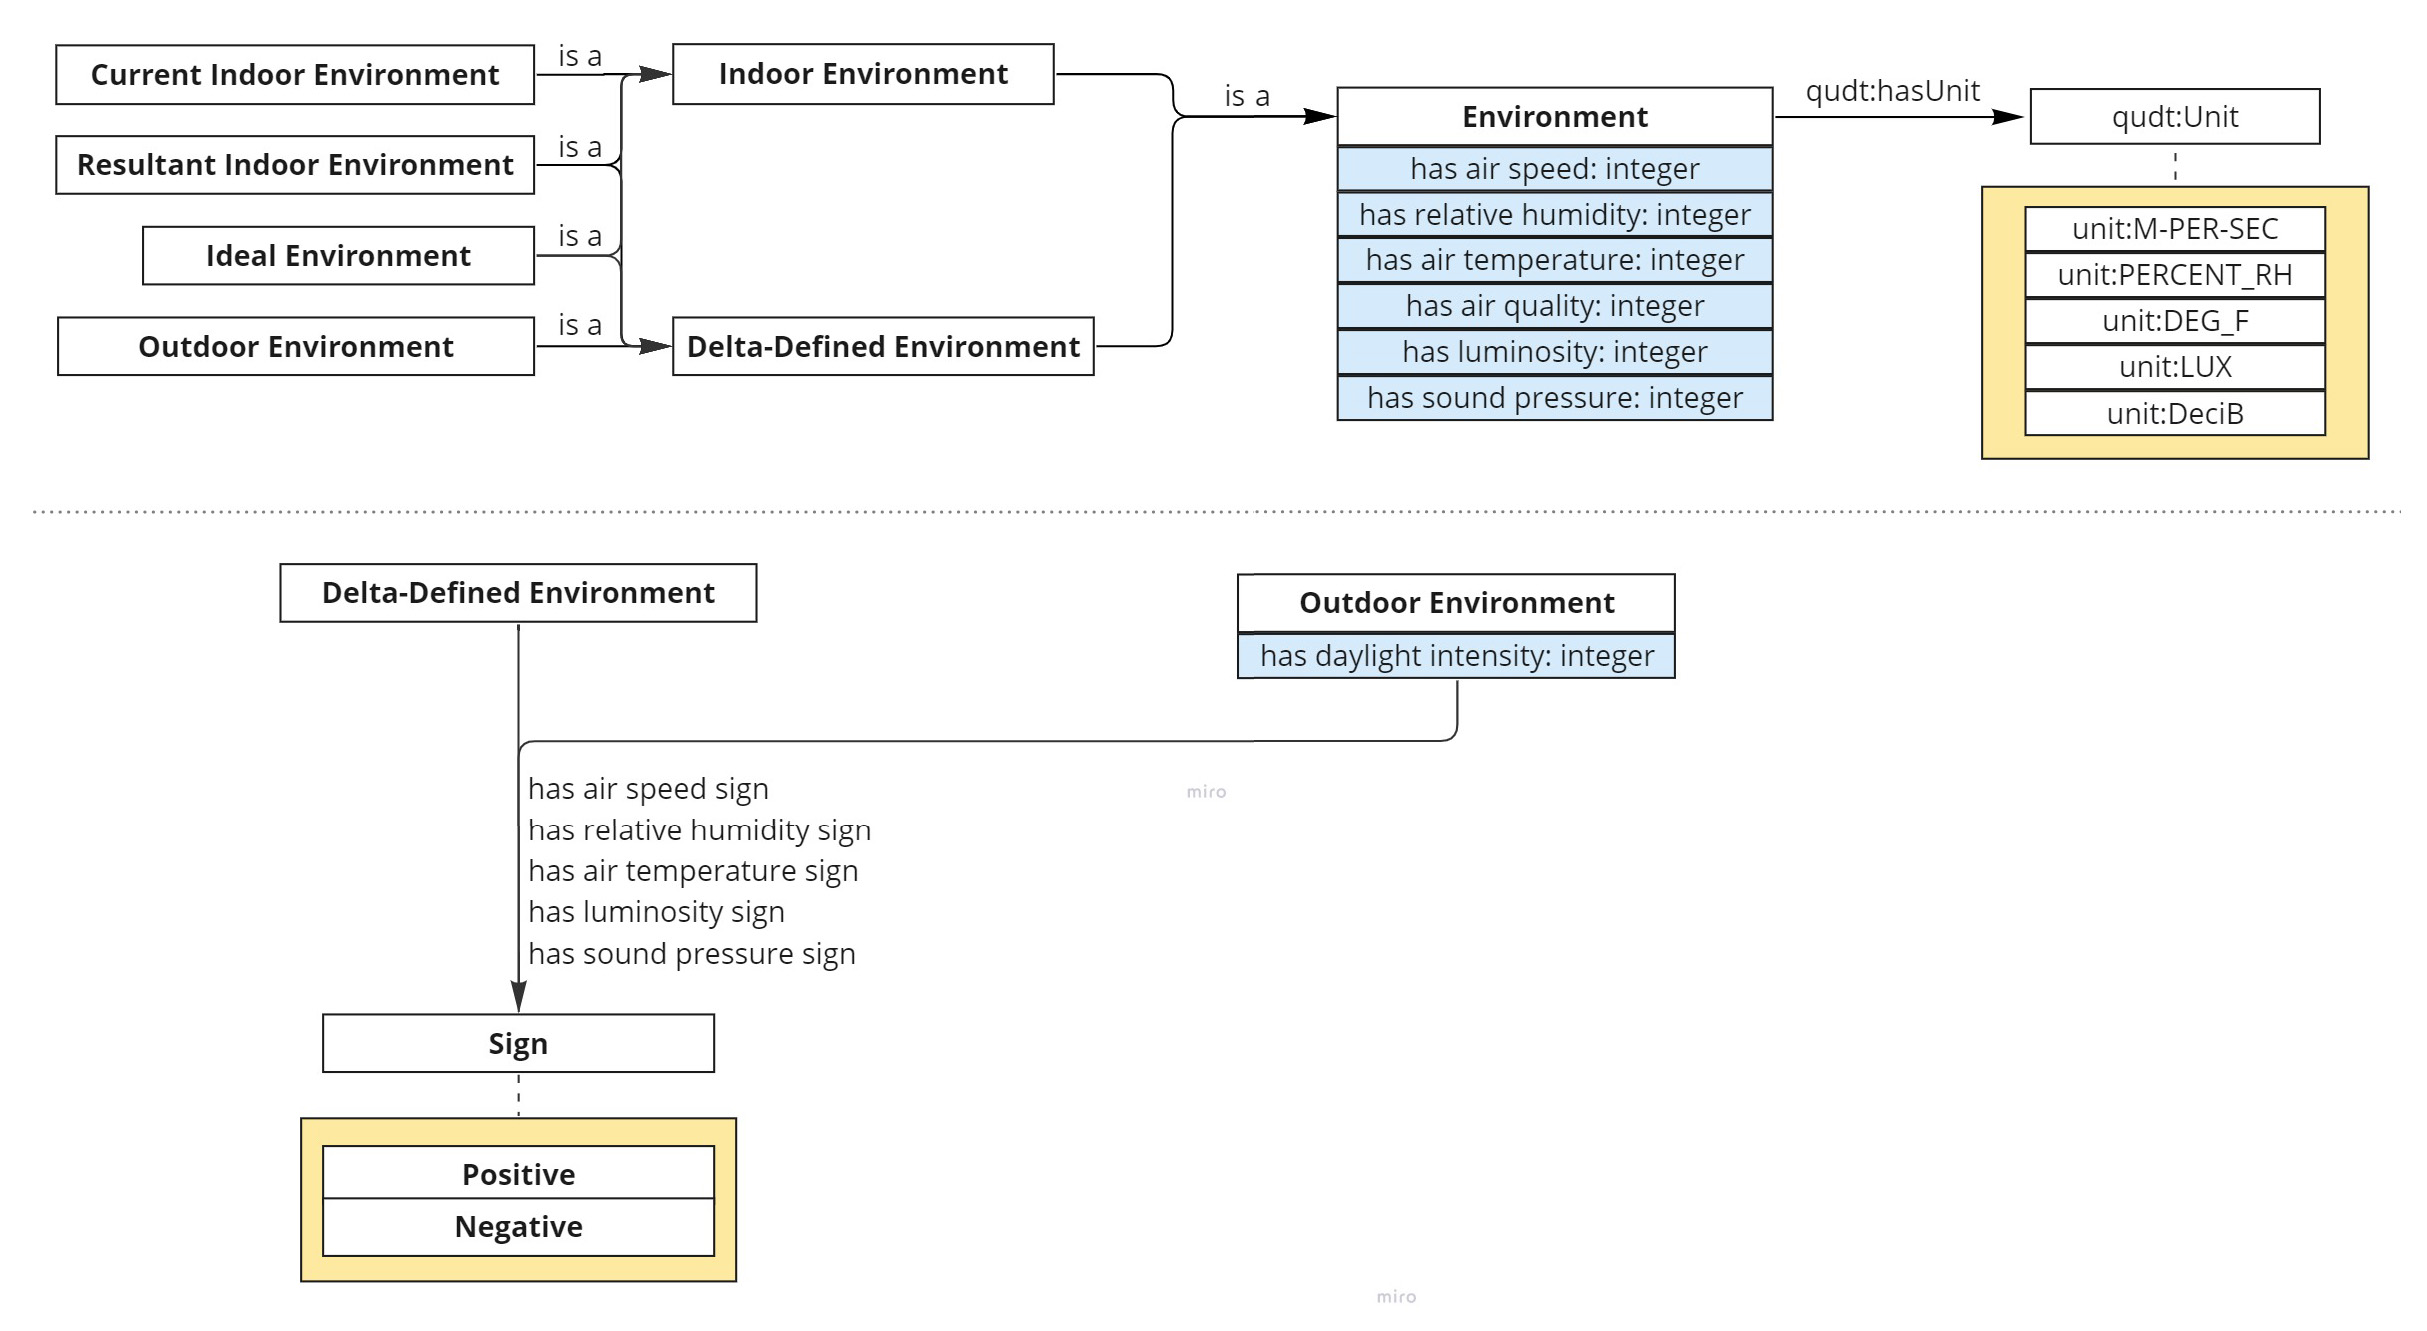 Current Indoor Environment
is a
Indoor Environment
Resultant Indoor Environment
is a
Ideal Environment
is a
Outdoor Environment
is a
Delta-Defined Environment
is a
Environment
has air speed: integer
has relative humidity: integer
has air temperature: integer
has air quality: integer
has luminosity: integer
has sound pressure: integer
qudt:hasUnit
qudt:Unit
unit:M-PER-SEC
unit:PERCENT_RH
unit:DEG_F
unit:LUX
unit:DeciB
Delta-Defined Environment
Outdoor Environment
has daylight intensity: integer
has air speed sign
has relative humidity sign
has air temperature sign
has luminosity sign
has sound pressure sign
miro
Sign
Positive
Negative
miro